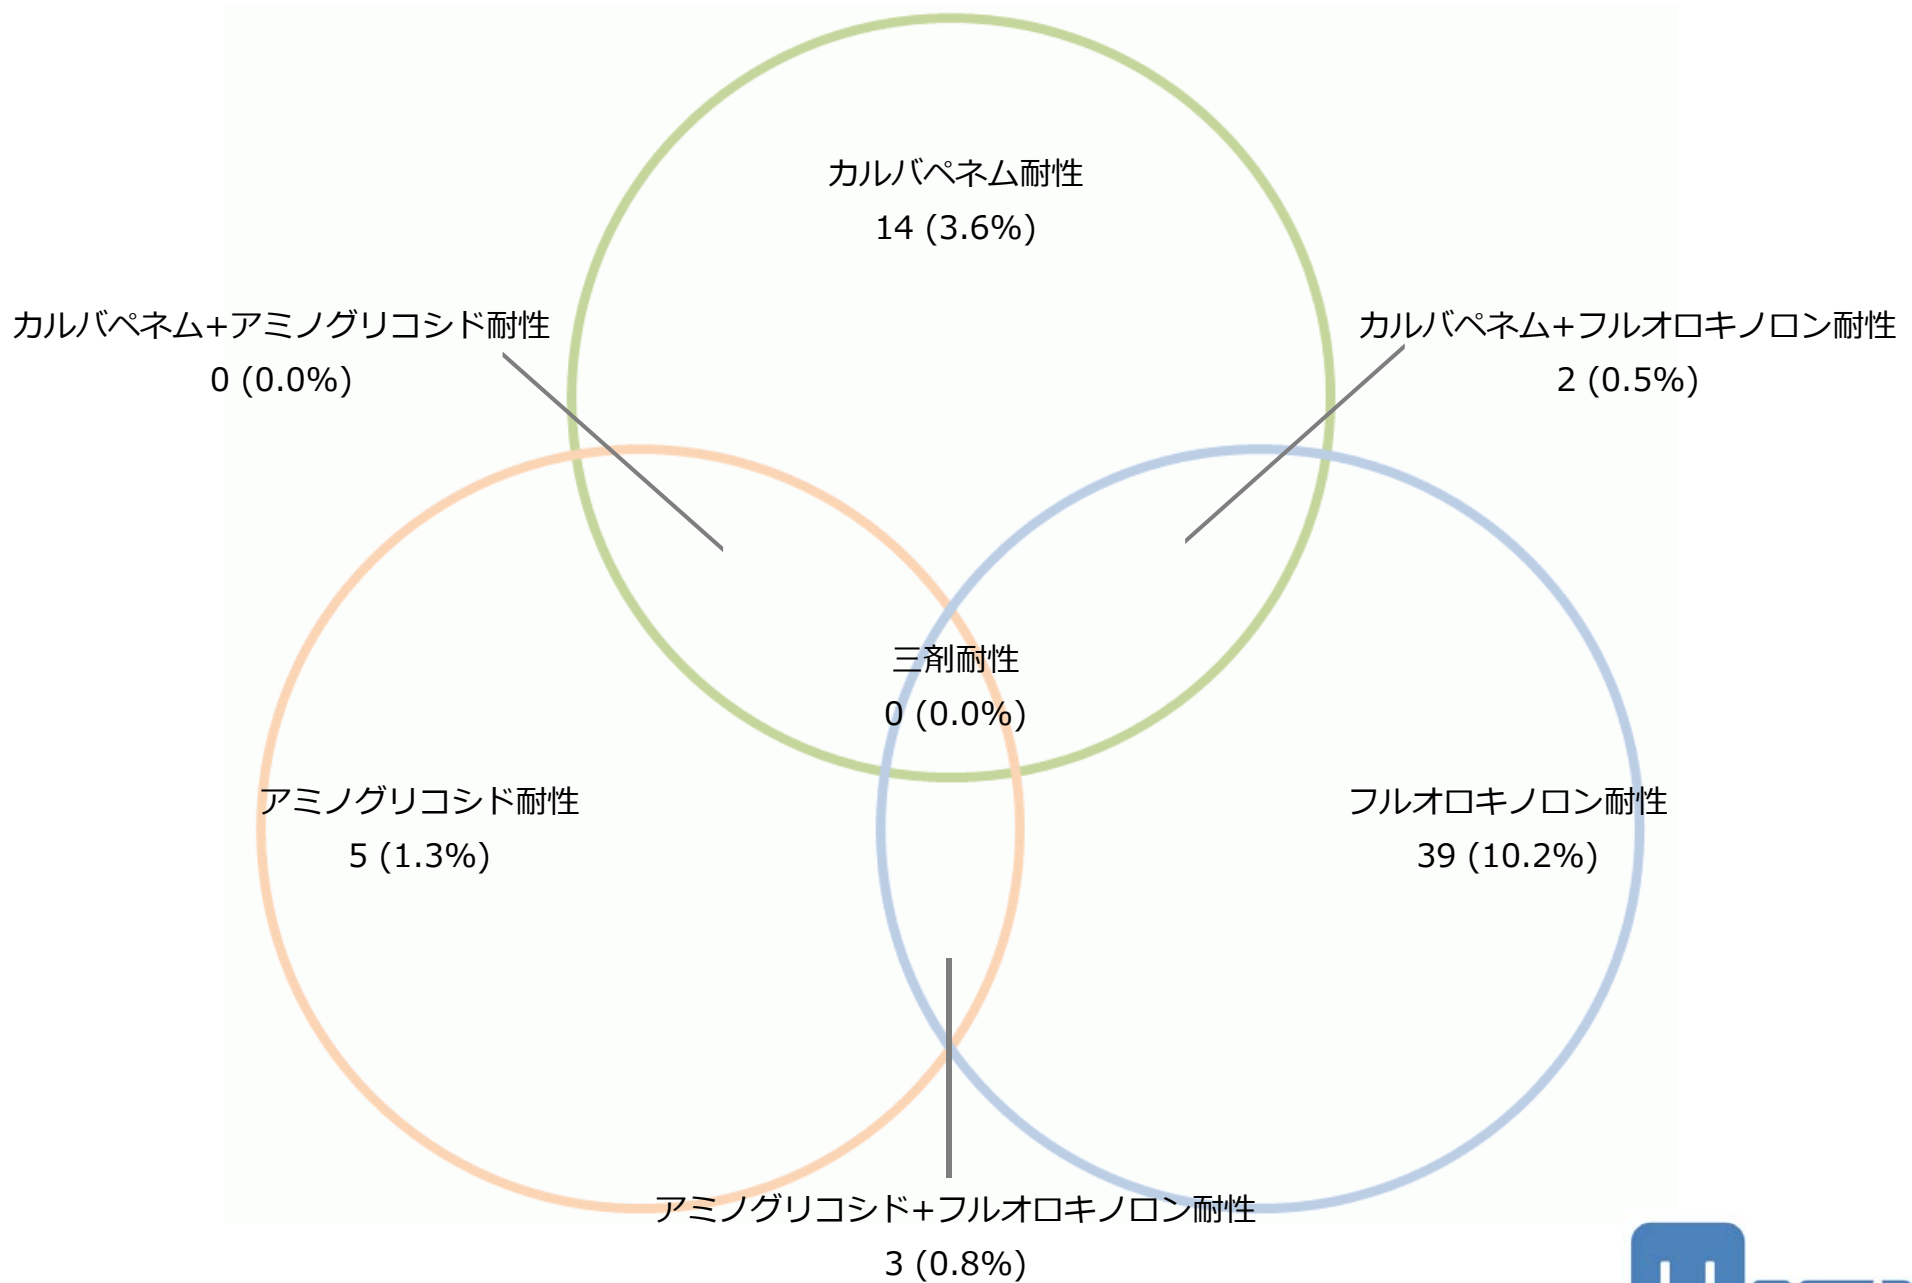 カルバペネム耐性
14 (3.6%)
カルバペネム+アミノグリコシド耐性
0 (0.0%)
カルバペネム+フルオロキノロン耐性
2 (0.5%)
三剤耐性
0 (0.0%)
アミノグリコシド耐性
5 (1.3%)
フルオロキノロン耐性
39 (10.2%)
アミノグリコシド+フルオロキノロン耐性
3 (0.8%)